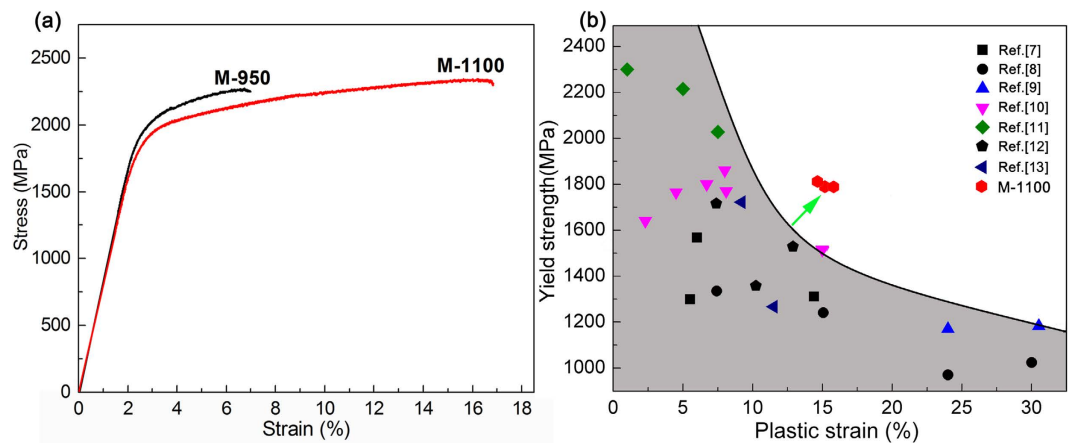 (a)
M-950
M-1100
Stress (MPa)
2500
2000
1500
1000
500
0
0 2 4 6 8 10 12 14 16 18
Strain (%)
(b)
Yield strength(MPa)
2400
2200
2000
1800
1600
1400
1200
1000
0 5 10 15 20 25 30
Plastic strain (%)
Ref.[7]
Ref.[8]
Ref.[9]
Ref.[10]
Ref.[11]
Ref.[12]
Ref.[13]
M-1100